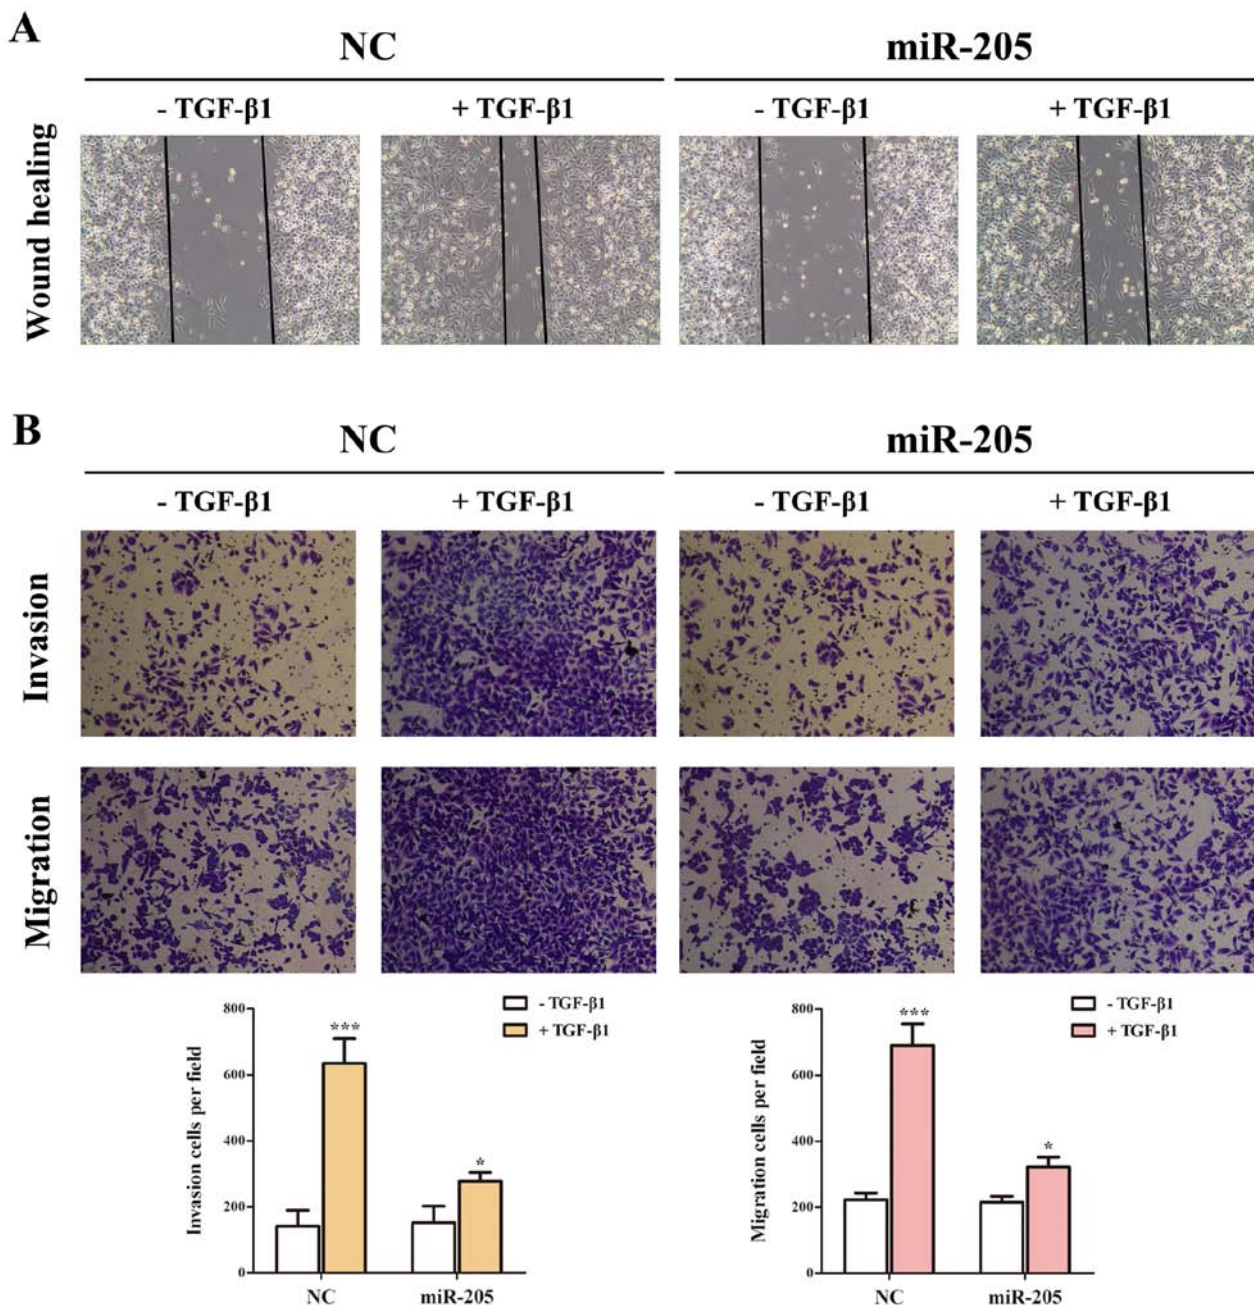 A
NC
miR-205
- TGF-β1
+ TGF-β1
- TGF-β1
+ TGF-β1
Wound healing
B
NC
miR-205
- TGF-β1
+ TGF-β1
- TGF-β1
+ TGF-β1
Invasion
Migration
- TGF-β1
+ TGF-β1
Invasion cells per field
800
600
400
200
0
***
*
NC
miR-205
- TGF-β1
+ TGF-β1
Migration cells per field
800
600
400
200
0
***
*
NC
miR-205